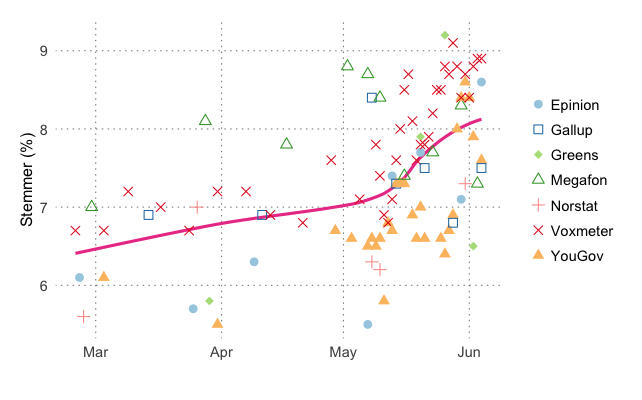 Stemmer (%)
9
8
7
6
Mar
Apr
May
Jun
Epinion
Gallup
Greens
Megafon
Norstat
Voxmeter
YouGov